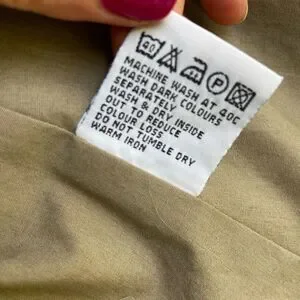 40 P
MACHINE WASH AT 40C
WASH DARK COLOURS
SEPARATELY
WASH & DRY INSIDE
OUT TO REDUCE
COLOUR LOSS
DO NOT TUMBLE DRY
WARM IRON